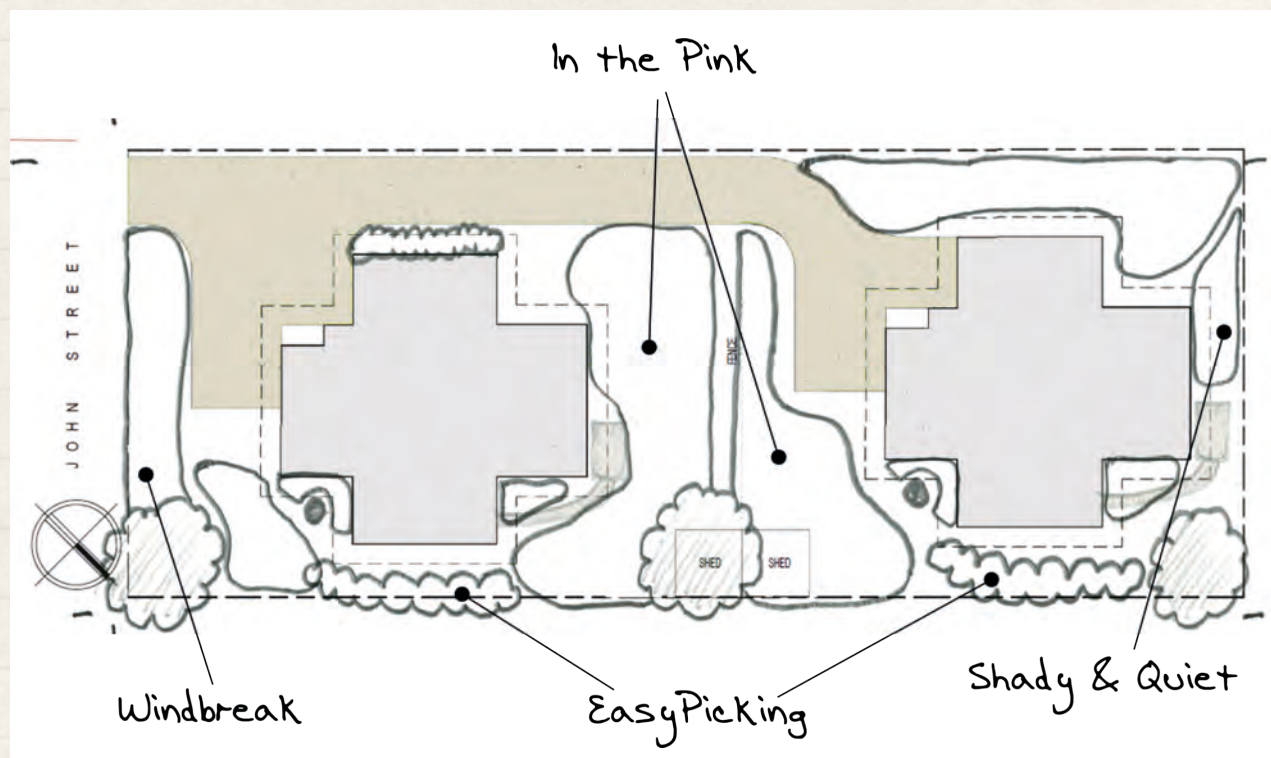 In the Pink
JOHN STREET
FENCE
SHED
SHED
Windbreak
EasyPicking
Shady & Quiet